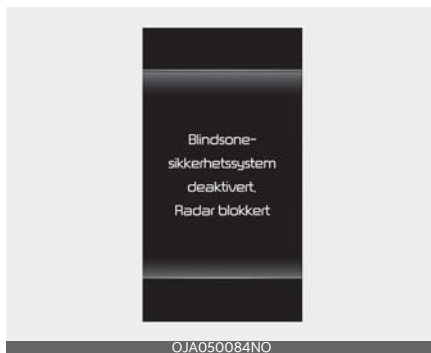 Blindsone-
sikkerhetssystem
deaktivert,
Radar blokkert
OJA050084NO